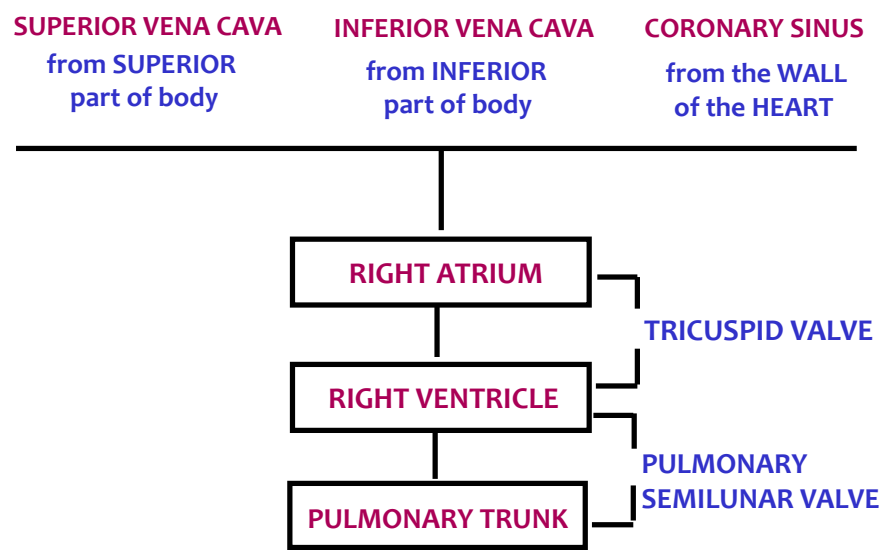 SUPERIOR VENA CAVA
from SUPERIOR
part of body
INFERIOR VENA CAVA
from INFERIOR
part of body
CORONARY SINUS
from the WALL
of the HEART
RIGHT ATRIUM
TRICUSPID VALVE
RIGHT VENTRICLE
PULMONARY
SEMILUNAR VALVE
PULMONARY TRUNK